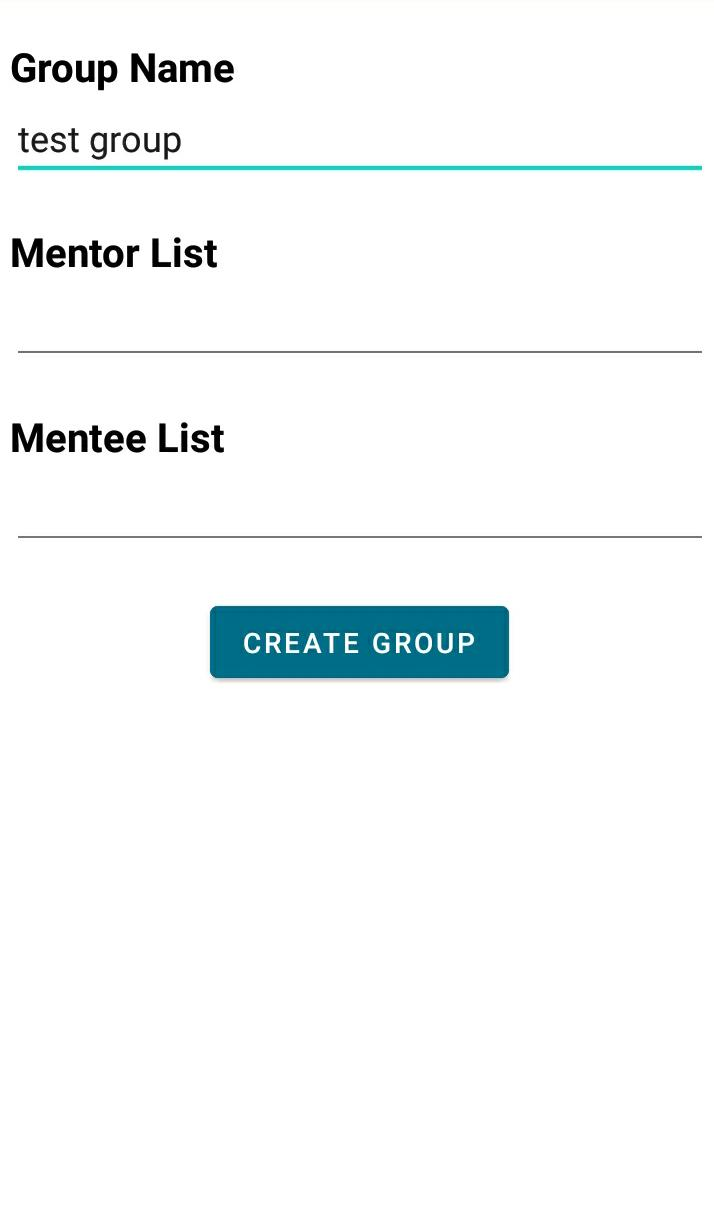 Group Name
test group
Mentor List
Mentee List
CREATE GROUP